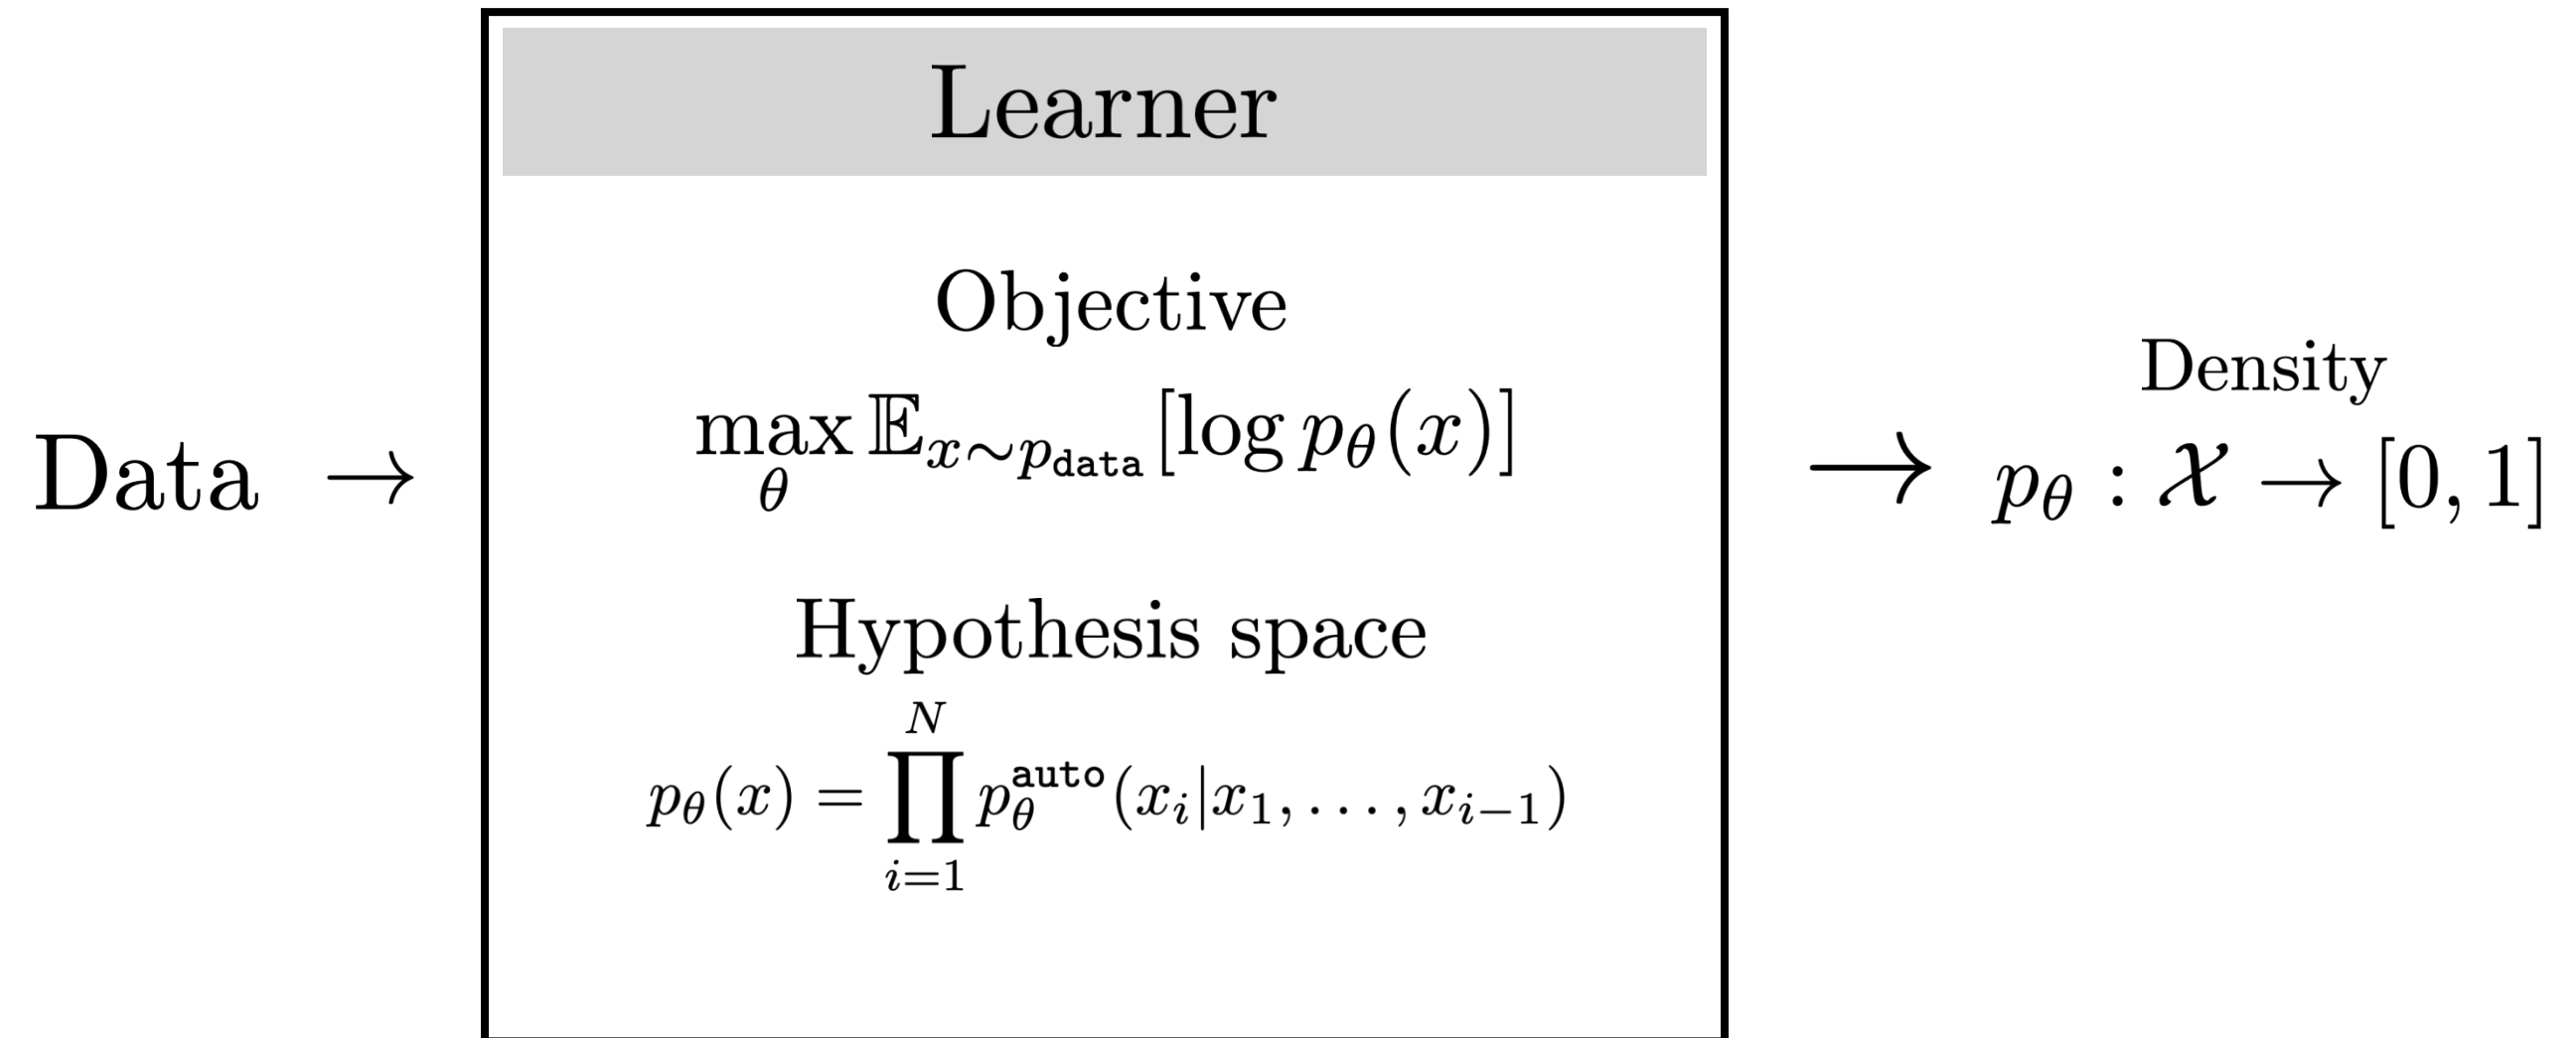 Learner
Objective
Data → max_θ 𝔼_{x∼p_data} [log p_θ(x)] →
Density
p_θ : 𝒳 → [0, 1]
Hypothesis space
p_θ(x) = ∏_{i=1}^{N} p_θ^{auto}(x_i|x_1, . . . , x_{i−1})